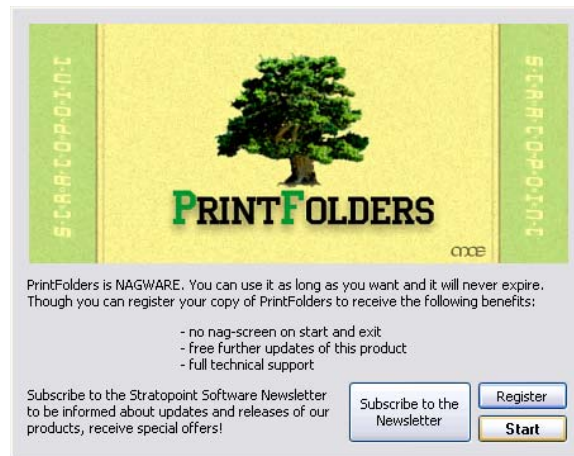 S·C·R·A·C·O·P·O·I·N·C
PRINTFOLDERS
S·C·R·A·C·O·P·O·I·N·C
PrintFolders is NAGWARE. You can use it as long as you want and it will never expire.
Though you can register your copy of PrintFolders to receive the following benefits:
- no nag-screen on start and exit
- free further updates of this product
- full technical support
Subscribe to the Stratopoint Software Newsletter
to be informed about updates and releases of our
products, receive special offers!
Subscribe to the
Newsletter
Register
Start